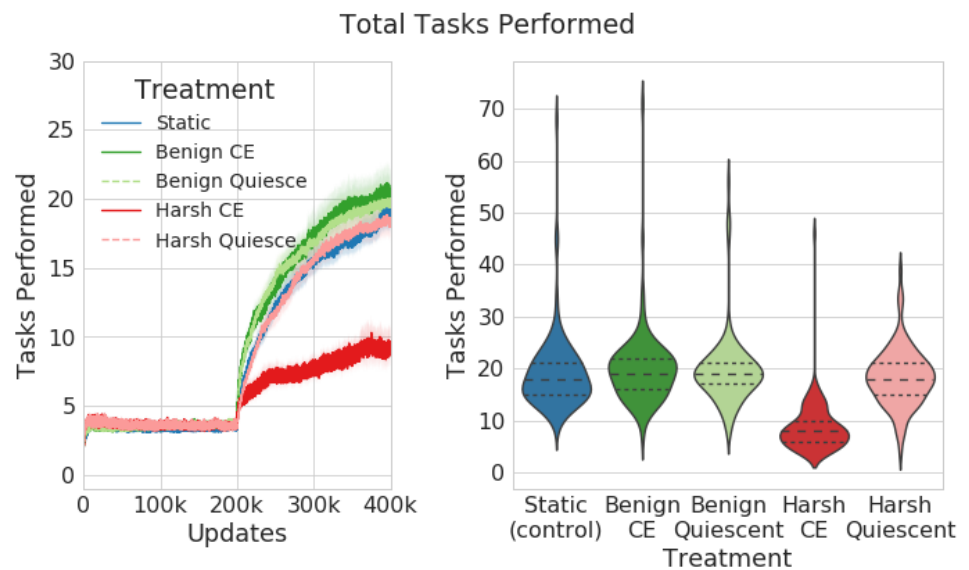 Total Tasks Performed
Tasks Performed
30
25
20
15
10
5
0
Treatment
Static
Benign CE
Benign Quiesce
Harsh CE
Harsh Quiesce
0 100k 200k 300k 400k
Updates
Tasks Performed
70
60
50
40
30
20
10
0
Static Benign Benign Harsh Harsh
(control) CE Quiescent CE Quiescent
Treatment